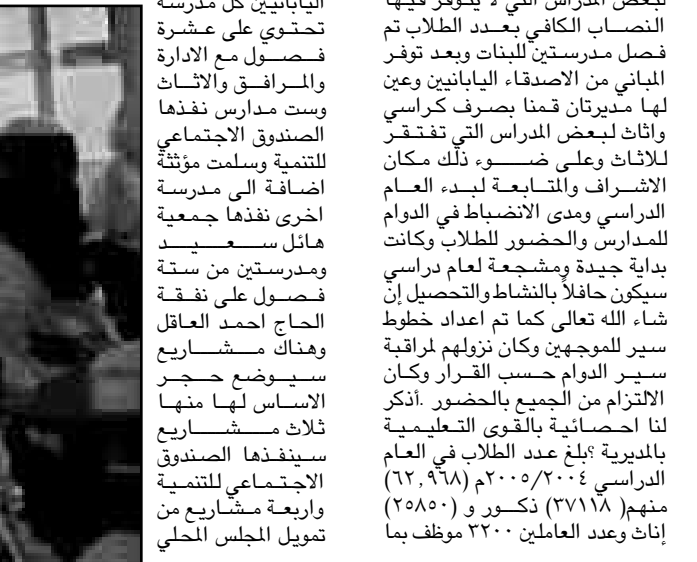 لبعض المدراس التي لا يتوفر فيها
النصاب الكافي بعدد الطلاب تم
فصل مدرستين للبنات وبعد توفر
المباني من الاصدقاء اليابانيين وعين
لها مديرتان قمنا بصرف كراسي
واثاث لبعض المدراس التي تفتقر
للاثاث وعلى ضوء ذلك مكان
الاشراف والمتابعة لبدء العام
الدراسي ومدى الانضباط في الدوام
للمدارس والحضور للطلاب وكانت
بداية جيدة ومشجعة لعام دراسي
سيكون حافلاً بالنشاط والتحصيل إن
شاء الله تعالى كما تم اعداد خطوط
سير للموجهين وكان نزولهم لمراقبة
سير الدوام حسب القرار وكان
الالتزام من الجميع بالحضور .أذكر
لنا احصائية بالقوى التعليمية
بالمديرية ؟بلغ عدد الطلاب في العام
الدراسي ٢٠٠٥/٢٠٠٤م (٦٢,٩٦٨)
منهم( ٣٧١١٨) ذكور و (٢٥٨٥٠)
إناث وعدد العاملين ٣٢٠٠ موظف بما
اليابانيين كل مدرسة
تحتوي على عشرة
فصول مع الادارة
والمرافق والاثاث
وست مدارس نفذها
الصندوق الاجتماعي
للتنمية وسلمت مؤثثة
اضافة الى مدرسة
اخرى نفذها جمعية
هائل سعيد
ومدرستين من ستة
فصول على نفقة
الحاج احمد العاقل
وهناك مشاريع
سيوضع حجر
الاساس لها منها
ثلاث مشاريع
سينفذها الصندوق
الاجتماعي للتنمية
واربعة مشاريع من
تمويل المجلس المحلي